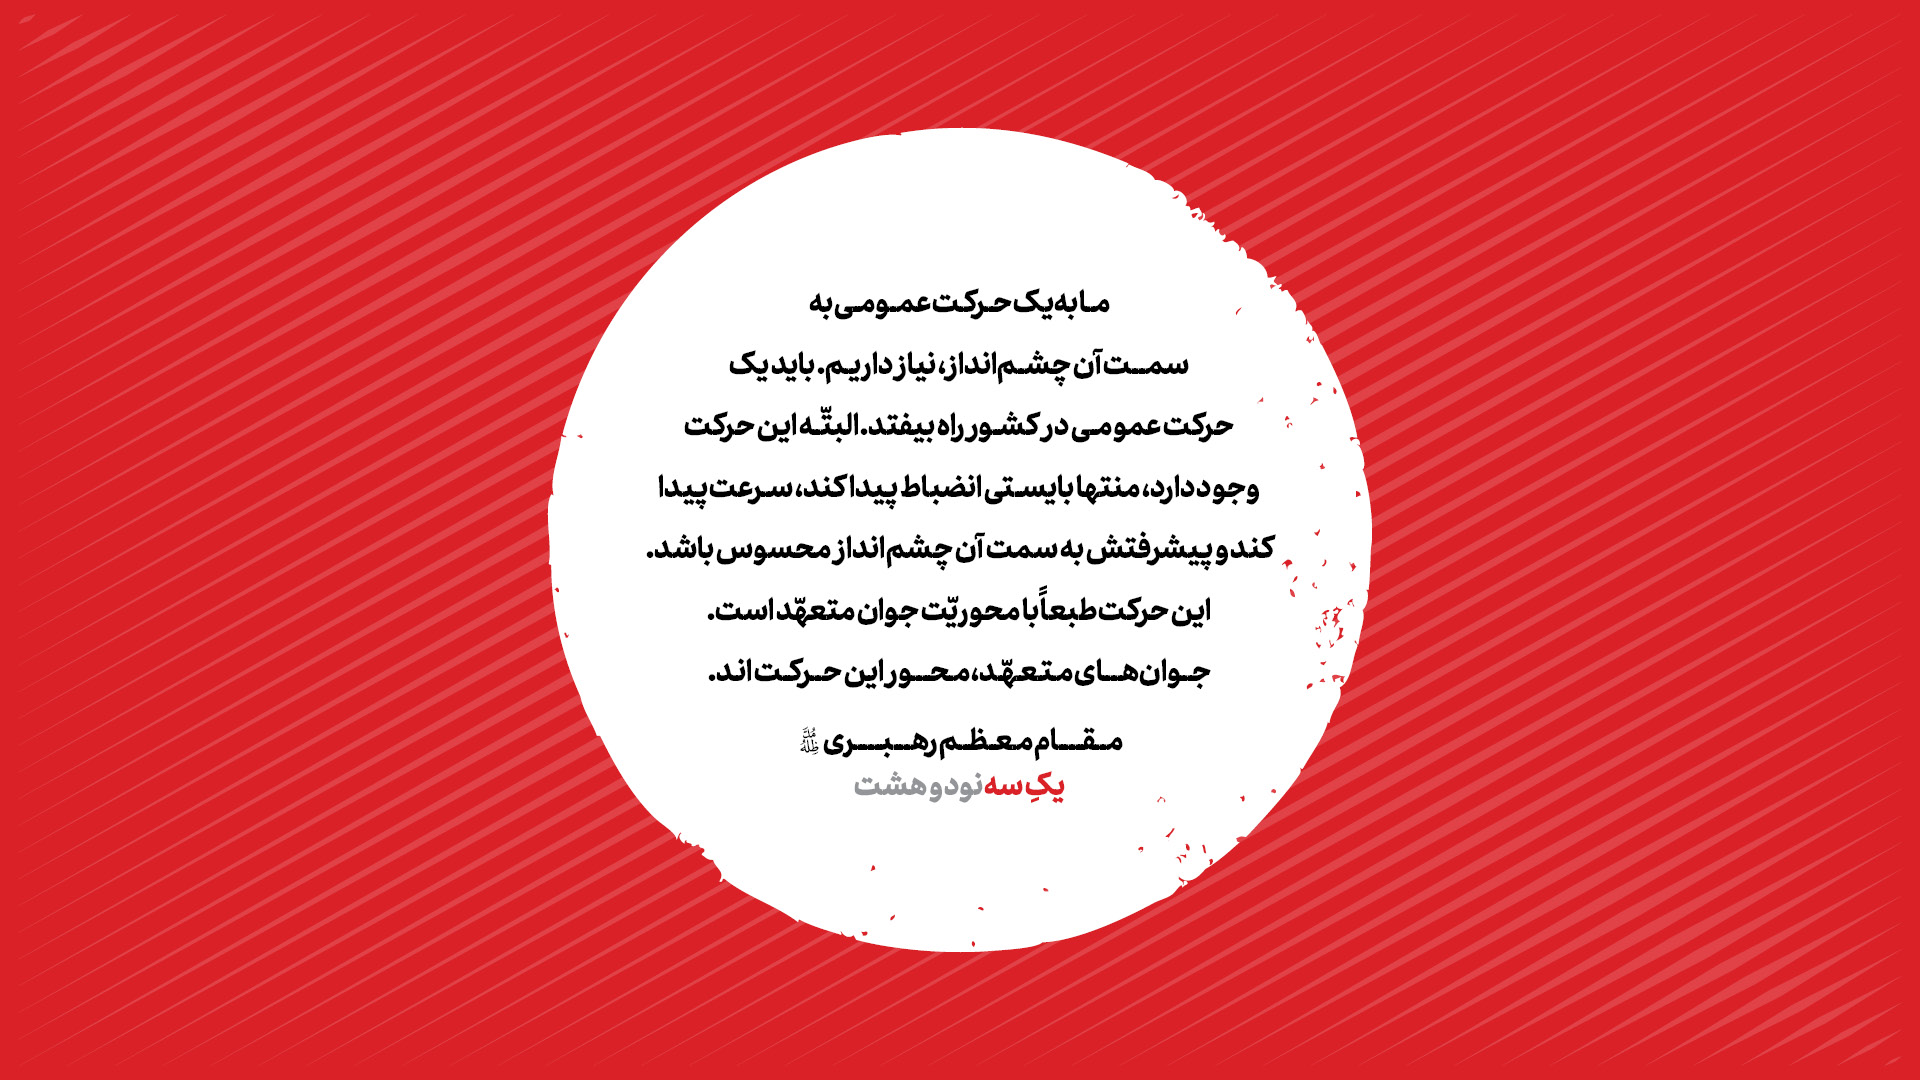 ما به یک حرکت عمومی به
سمت آن چشم‌انداز، نیاز داریم. باید یک
حرکت عمومی در کشور راه بیفتد. البتّه این حرکت
وجود دارد، منتها بایستی انضباط پیدا کند، سرعت پیدا
کند و پیشرفتش به سمت آن چشم‌انداز محسوس باشد.
این حرکت طبعاً با محوریّت جوان متعهّد است.
جوان‌های متعهّد، محور این حرکت اند.
مقام معظم رهبری مُدَّ ظِلُّهُ
یکِ سه نود و هشت